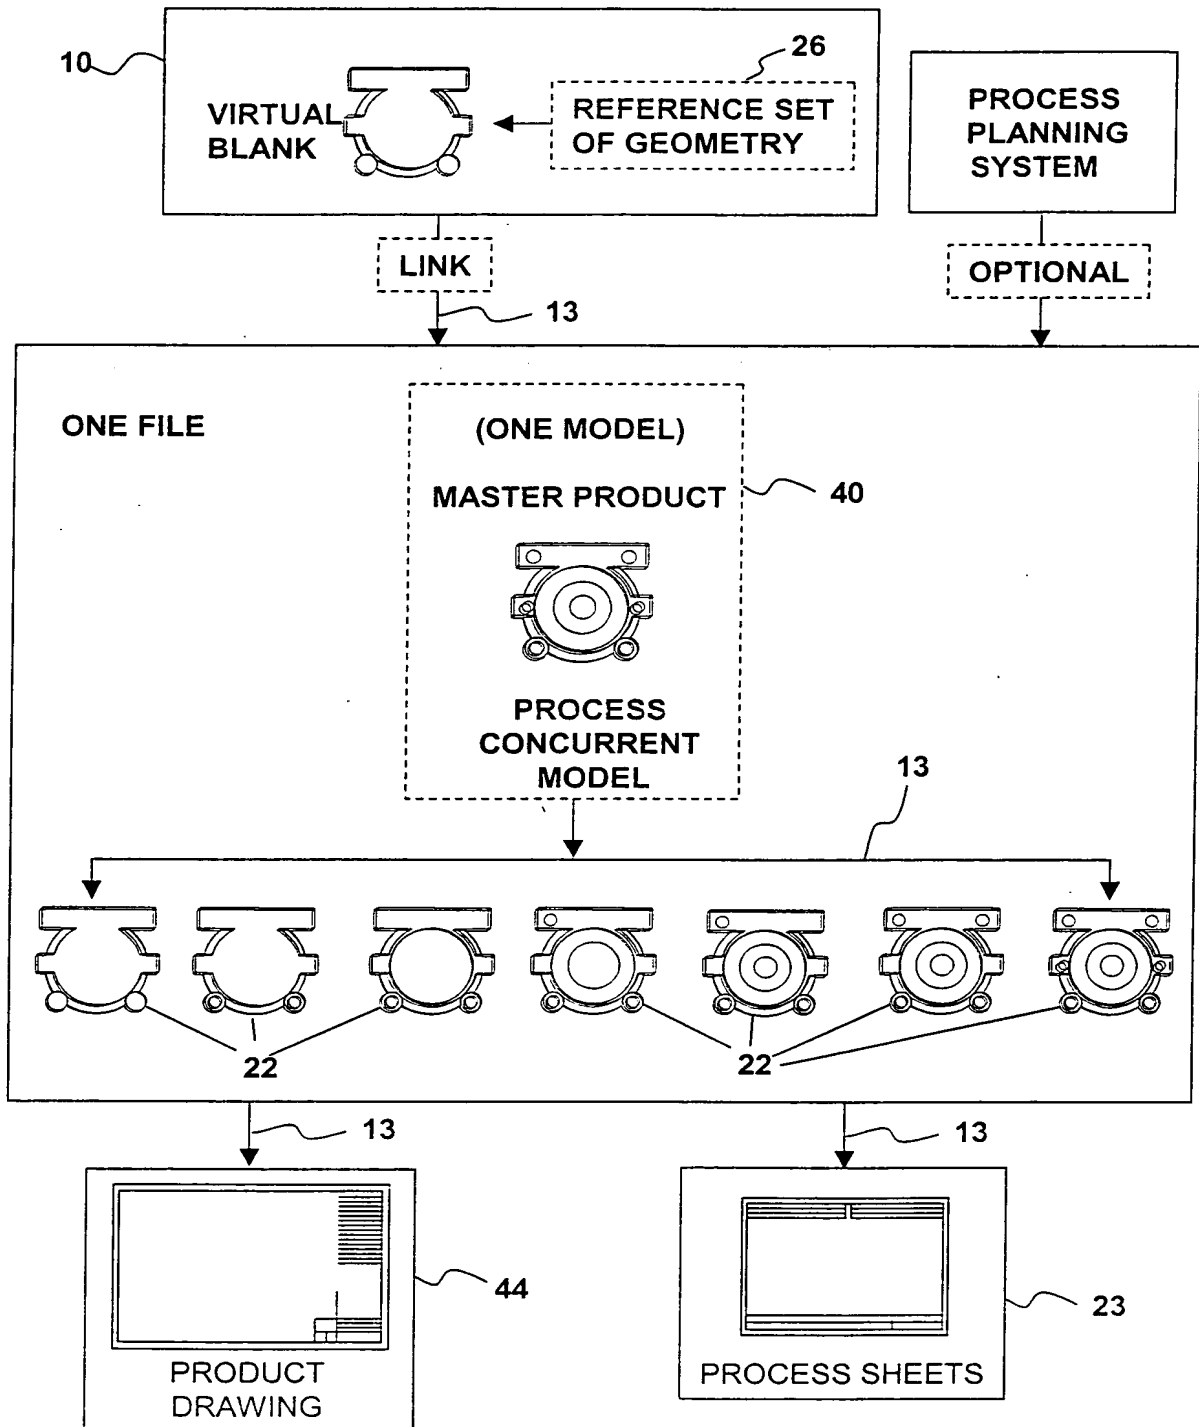 10
26
VIRTUAL
BLANK
REFERENCE SET
OF GEOMETRY
PROCESS
PLANNING
SYSTEM
LINK
OPTIONAL
13
ONE FILE
(ONE MODEL)
MASTER PRODUCT
40
PROCESS
CONCURRENT
MODEL
13
22
22
13
13
44
23
PRODUCT
DRAWING
PROCESS SHEETS